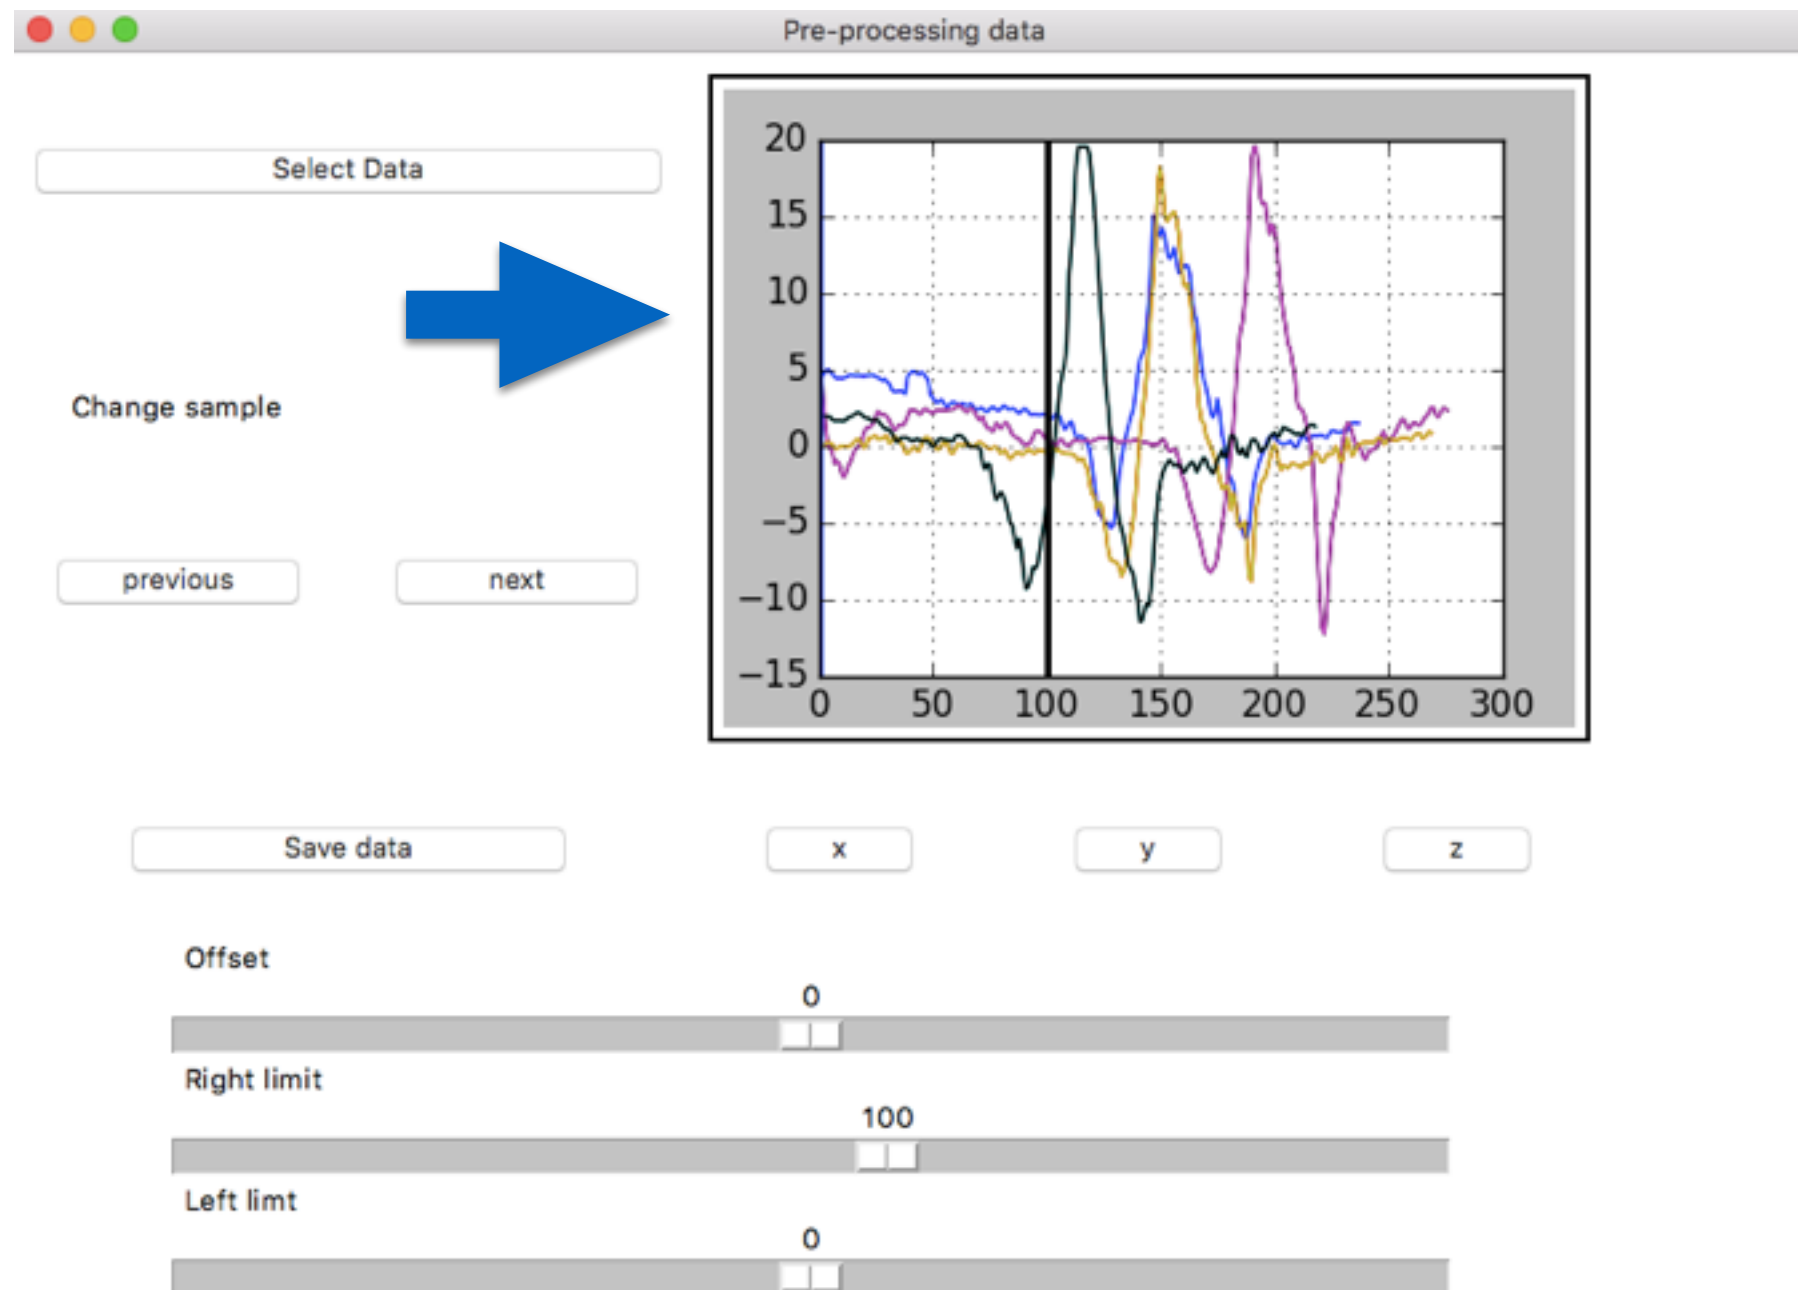 Pre-processing data
Select Data
Change sample
previous next
20
15
10
5
0
−5
−10
−15
0 50 100 150 200 250 300
Save data x y z
Offset
0
Right limit
100
Left limt
0